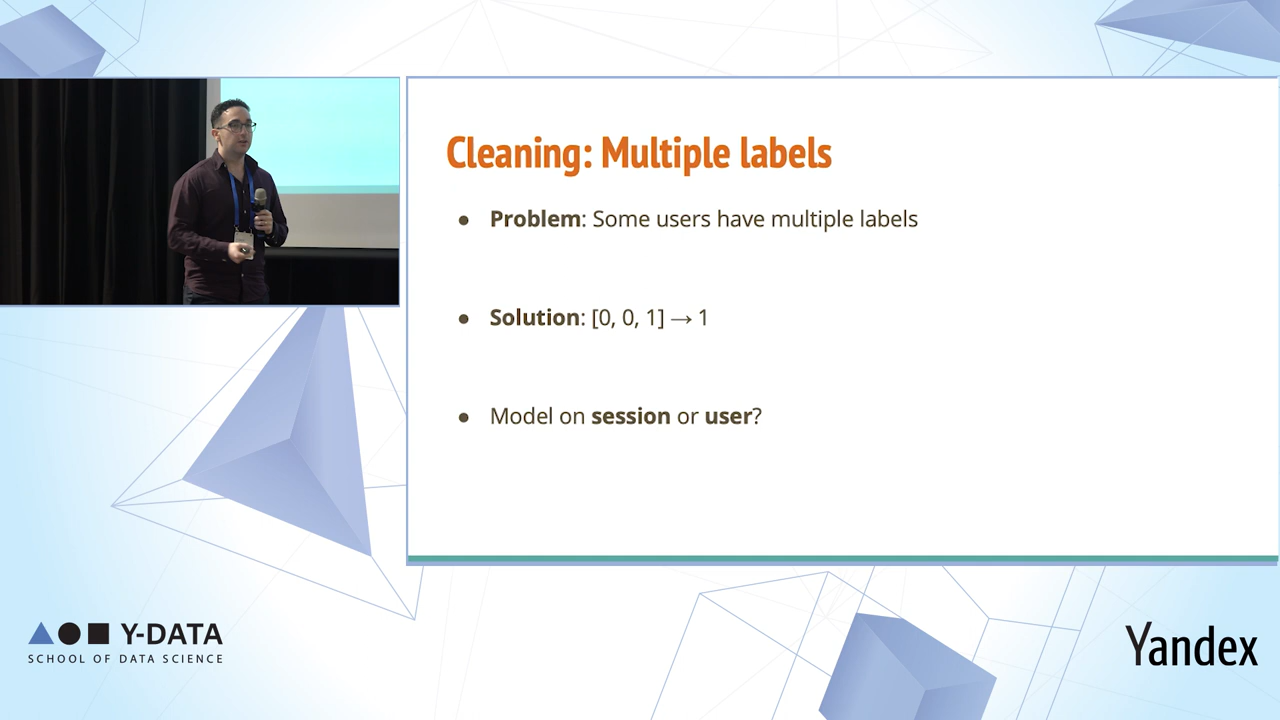 Cleaning: Multiple labels
● Problem: Some users have multiple labels
● Solution: [0, 0, 1] → 1
● Model on session or user?
Y-DATA
SCHOOL OF DATA SCIENCE
Yandex